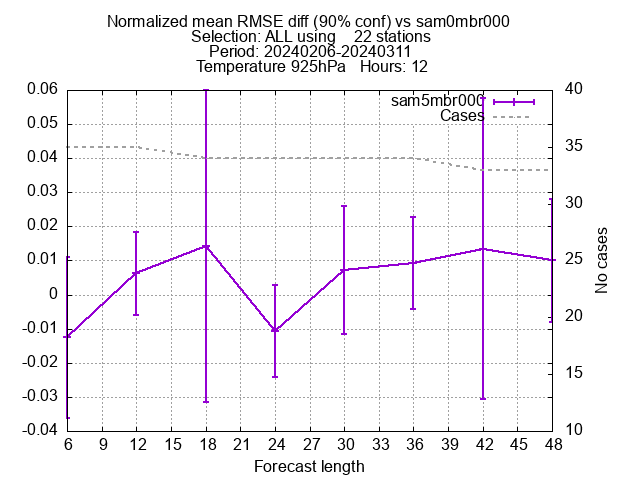 Normalized mean RMSE diff (90% conf) vs sam0mbr000
Selection: ALL using    22 stations
Period: 20240206-20240311
Temperature 925hPa   Hours: 12
sam5mbr000
Cases
0.06
0.05
0.04
0.03
0.02
0.01
0
-0.01
-0.02
-0.03
-0.04
40
35
30
25
20
15
10
No cases
6 9 12 15 18 21 24 27 30 33 36 39 42 45 48
Forecast length